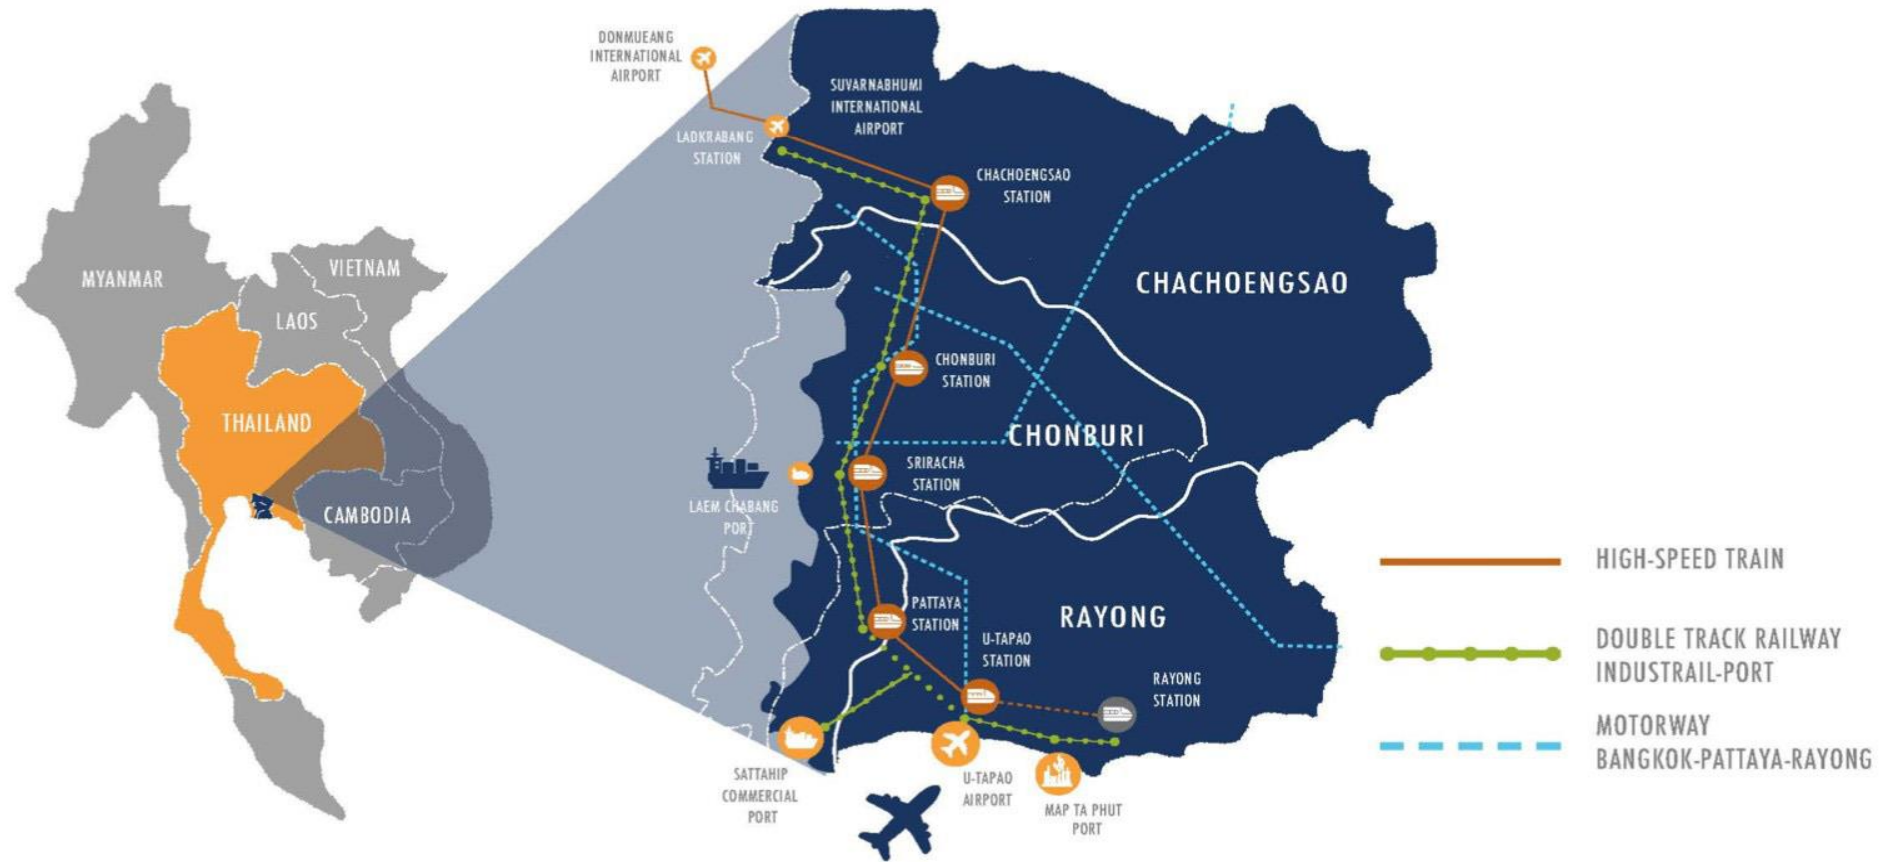 MYANMAR
VIETNAM
LAOS
THAILAND
CAMBODIA
DONMUEANG
INTERNATIONAL
AIRPORT
SUVARNABHUMI
INTERNATIONAL
AIRPORT
LADKRABANG
STATION
CHACHOENGSAO
STATION
CHACHOENGSAO
CHONBURI
STATION
CHONBURI
SRIRACHA
STATION
LAEM CHABANG
PORT
PATTAYA
STATION
RAYONG
U-TAPAO
STATION
RAYONG
STATION
SATTAHIP
COMMERCIAL
PORT
U-TAPAO
AIRPORT
MAP TA PHUT
PORT
HIGH-SPEED TRAIN
DOUBLE TRACK RAILWAY
INDUSTRAIL-PORT
MOTORWAY
BANGKOK-PATTAYA-RAYONG